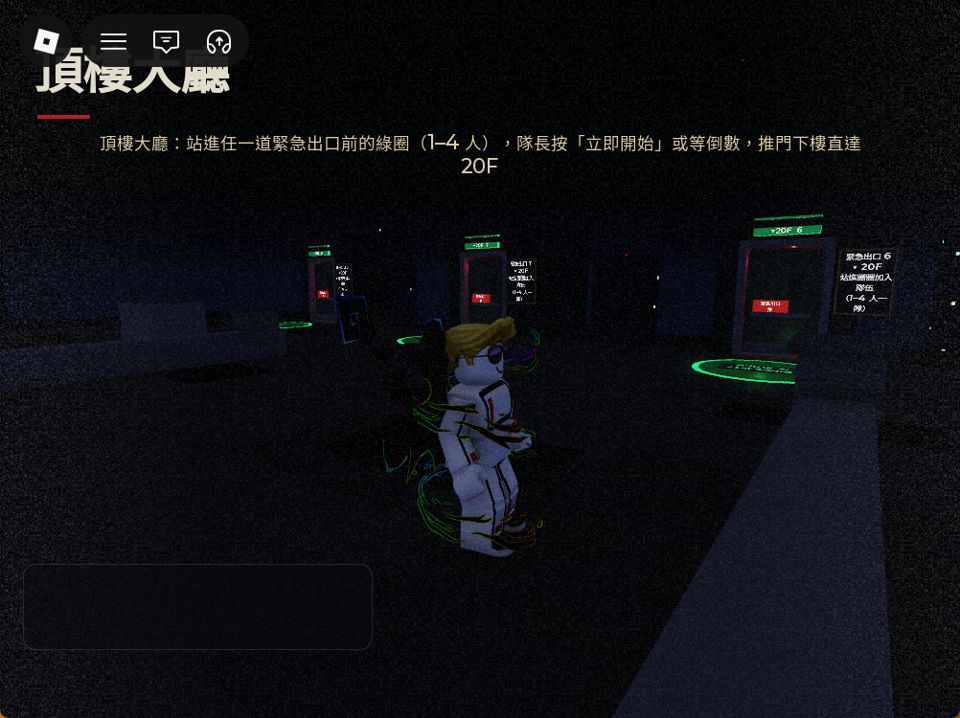 頂樓大廳
頂樓大廳：站進任一道緊急出口前的綠圈（1–4 人），隊長按「立即開始」或等倒數，推門下樓直達
20F
▼20F 6
緊急出口 6
▼ 20F
站進圈圈加入
隊伍
（1–4 人一
隊）